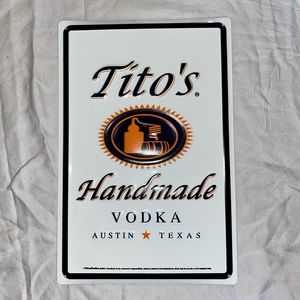 Tito's®
Handmade
VODKA
AUSTIN ★ TEXAS